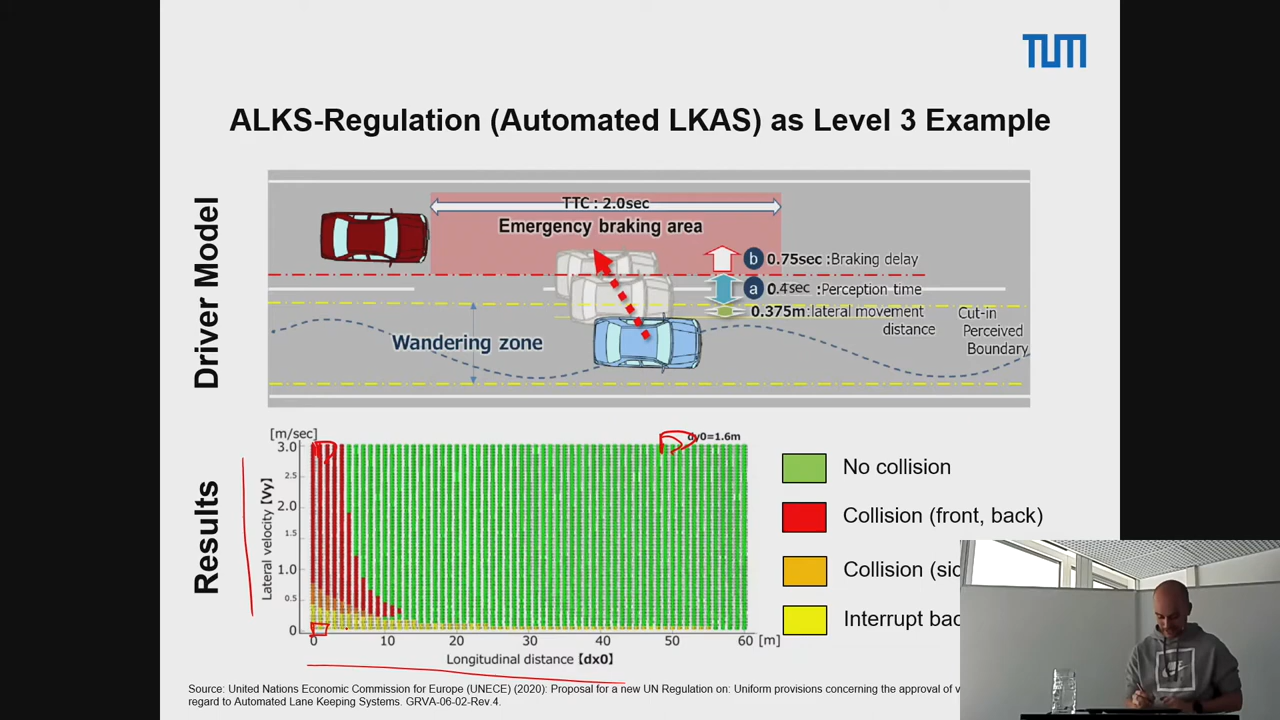 TUM
ALKS-Regulation (Automated LKAS) as Level 3 Example
Driver Model
TTC : 2.0sec
Emergency braking area
b 0.75sec :Braking delay
a 0.4sec :Perception time
0.375m:lateral movement
distance
Cut-in
Perceived
Boundary
Wandering zone
Results
[m/sec]
dy0=1.6m
3.0
2.5
2.0
1.5
1.0
0.5
0
Lateral velocity [Vy]
0 10 20 30 40 50 60 [m]
Longitudinal distance [dx0]
No collision
Collision (front, back)
Collision (sid
Interrupt bac
Source: United Nations Economic Commission for Europe (UNECE) (2020): Proposal for a new UN Regulation on: Uniform provisions concerning the approval of v
regard to Automated Lane Keeping Systems. GRVA-06-02-Rev.4.